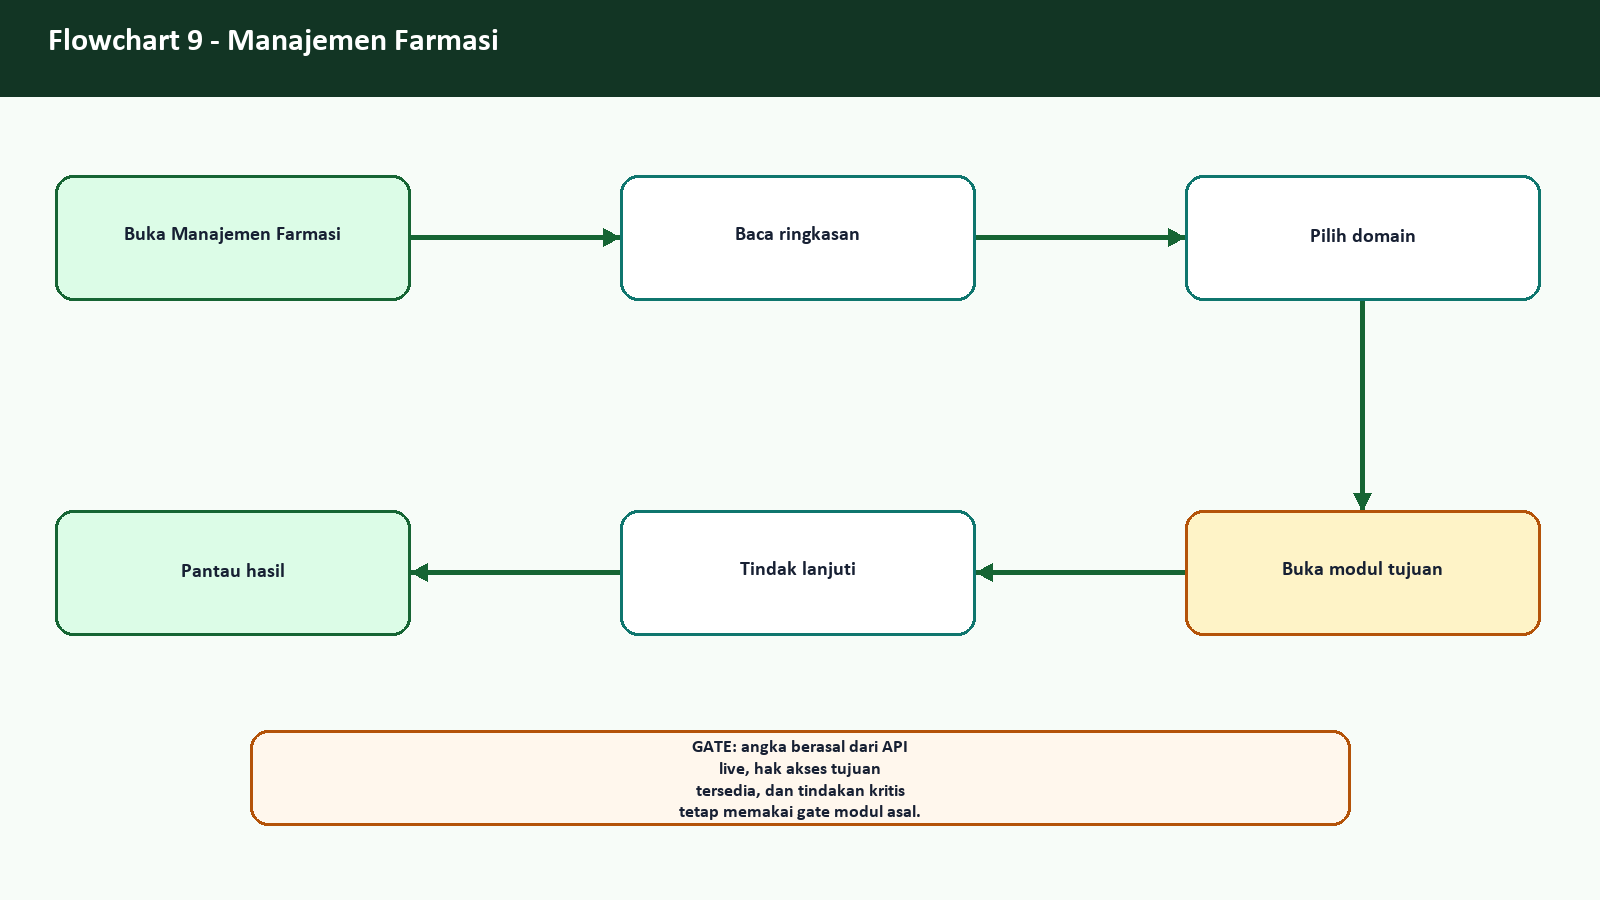 Flowchart 9 - Manajemen Farmasi
Buka Manajemen Farmasi
Baca ringkasan
Pilih domain
Buka modul tujuan
Tindak lanjuti
Pantau hasil
GATE: angka berasal dari API
live, hak akses tujuan
tersedia, dan tindakan kritis
tetap memakai gate modul asal.